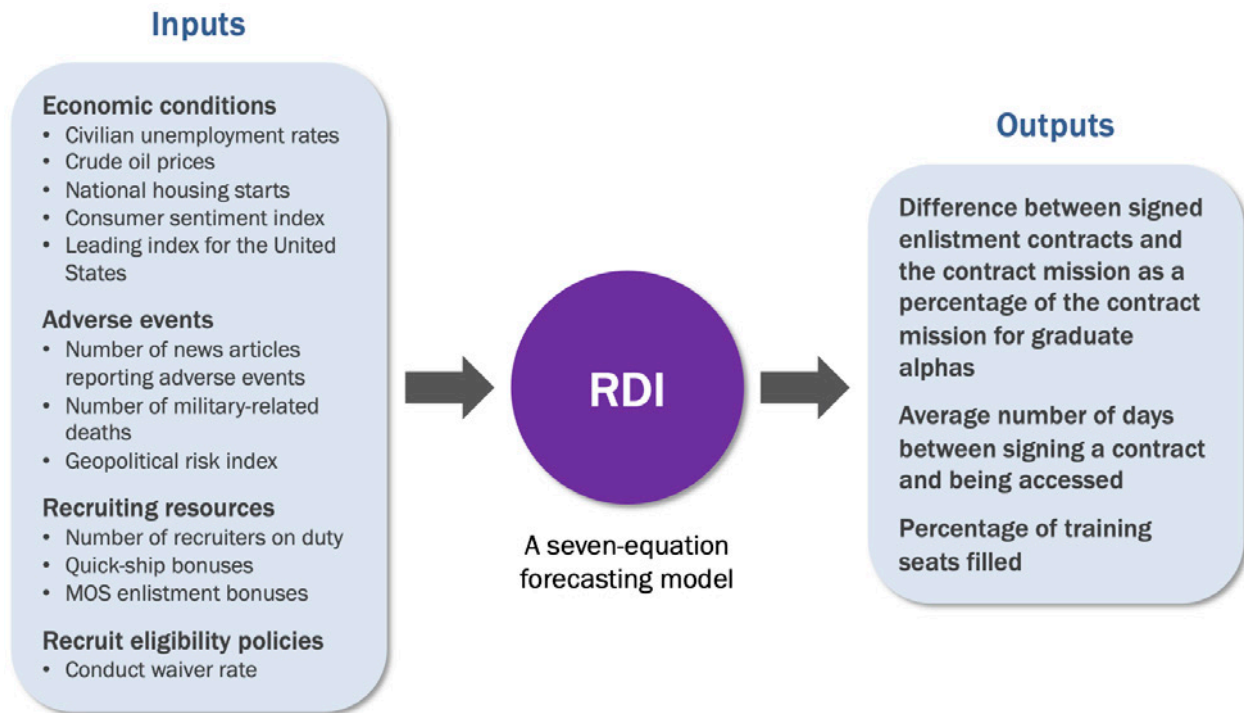 Inputs
Economic conditions
• Civilian unemployment rates
• Crude oil prices
• National housing starts
• Consumer sentiment index
• Leading index for the United
States
Adverse events
• Number of news articles
reporting adverse events
• Number of military-related
deaths
• Geopolitical risk index
Recruiting resources
• Number of recruiters on duty
• Quick-ship bonuses
• MOS enlistment bonuses
Recruit eligibility policies
• Conduct waiver rate
RDI
A seven-equation
forecasting model
Outputs
Difference between signed
enlistment contracts and
the contract mission as a
percentage of the contract
mission for graduate
alphas
Average number of days
between signing a contract
and being accessed
Percentage of training
seats filled